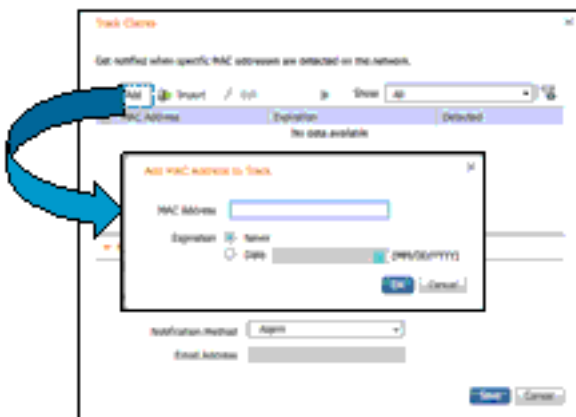 Track Clients
Get notified when specific MAC addresses are detected on the network.
Add Import Edit Show All
MAC Address Expiration Detected
No data available
Add MAC Address to Track
MAC Address
Expiration Never
Date (MM/DD/YYYY)
OK Cancel
Notification Method
Email Address
Save Cancel